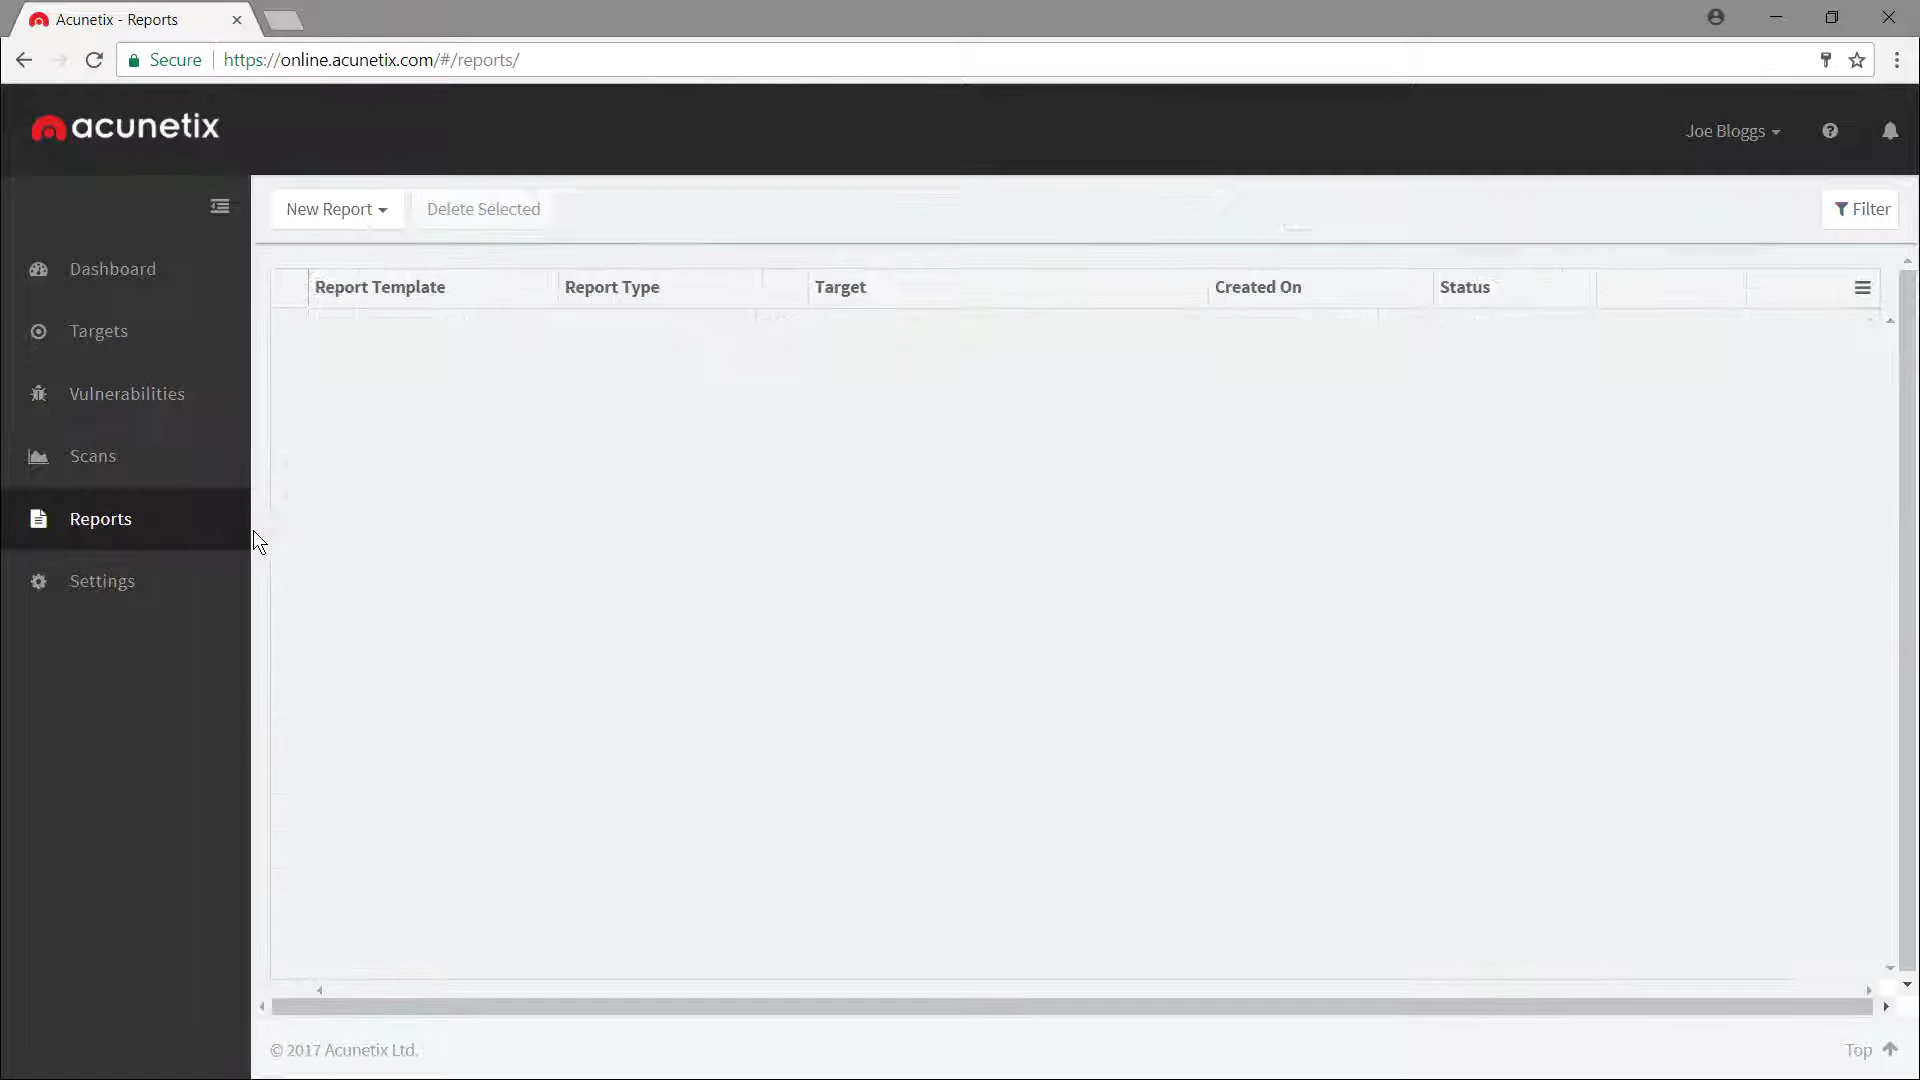 Acunetix - Reports
Secure https://online.acunetix.com/#/reports/
acunetix
Joe Bloggs
New Report
Delete Selected
Filter
Dashboard
Targets
Vulnerabilities
Scans
Reports
Settings
Report Template
Report Type
Target
Created On
Status
© 2017 Acunetix Ltd.
Top